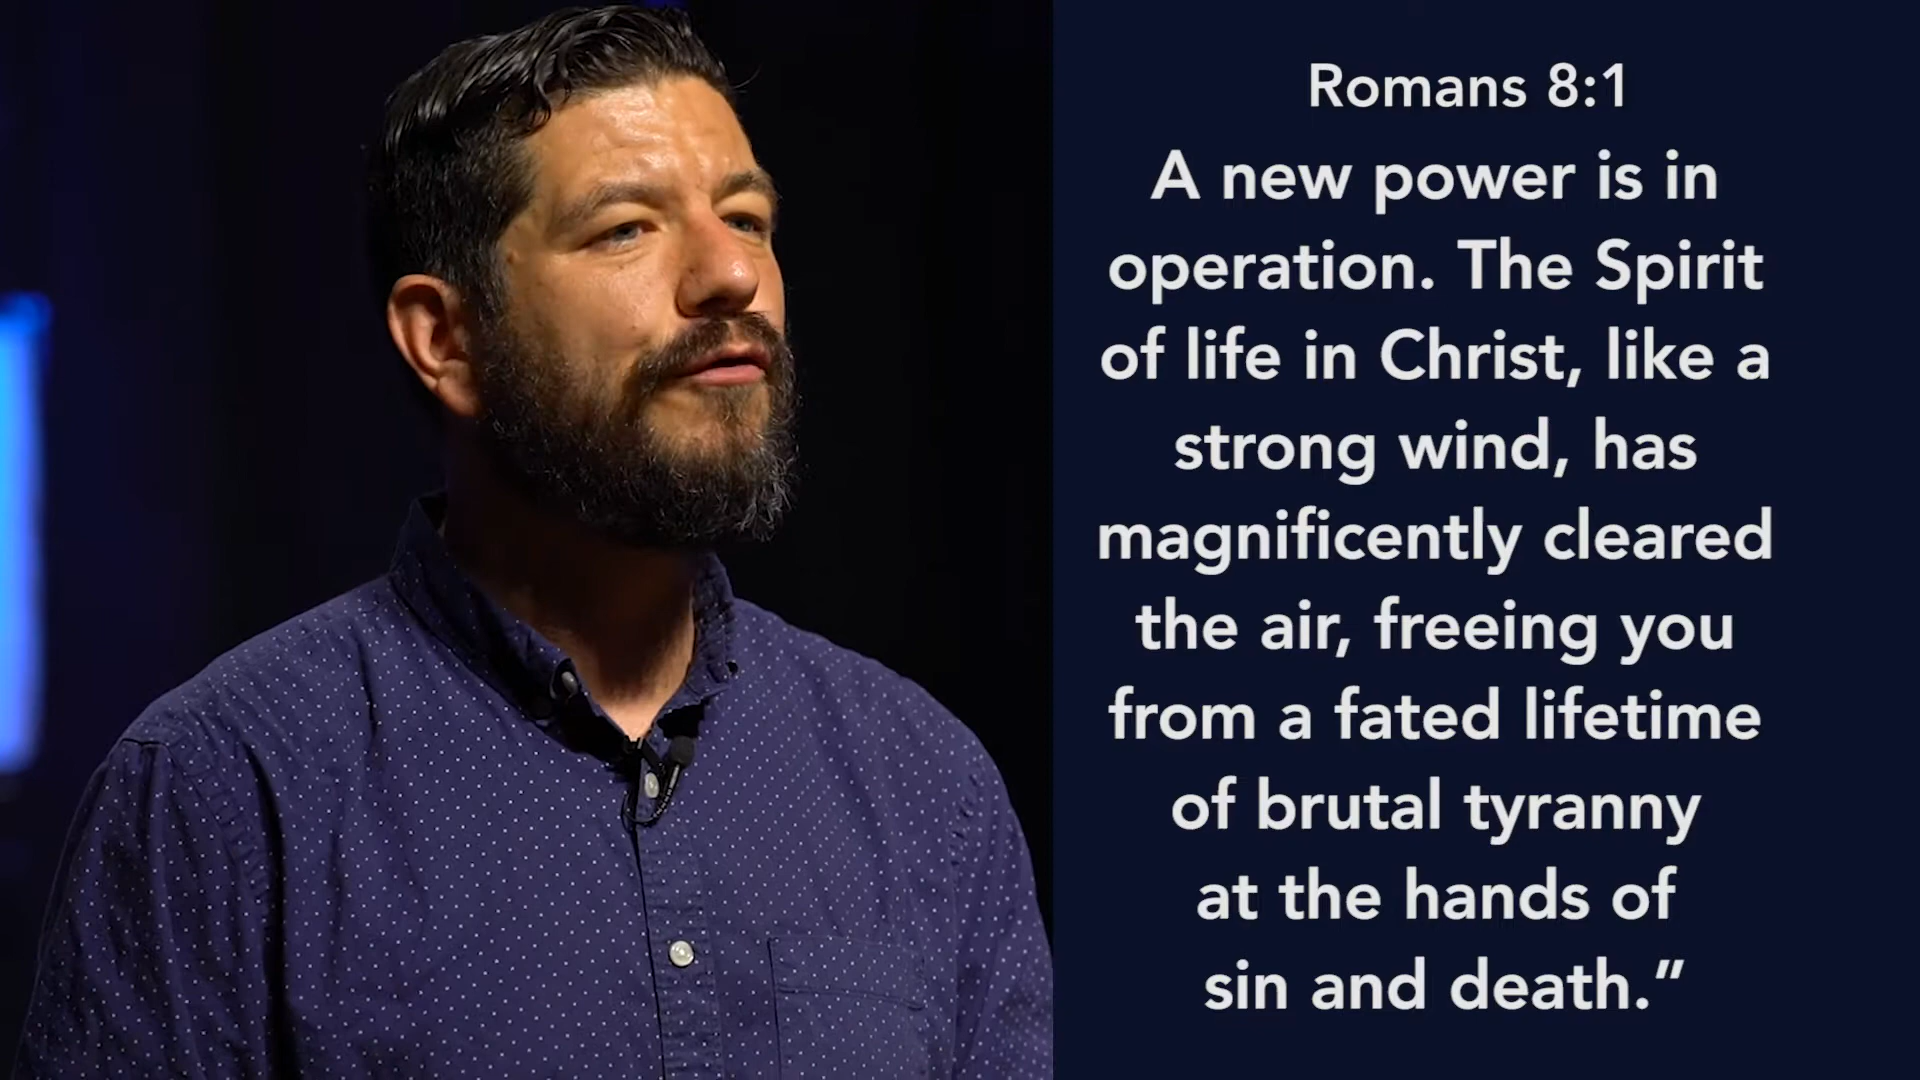 Romans 8:1
A new power is in
operation. The Spirit
of life in Christ, like a
strong wind, has
magnificently cleared
the air, freeing you
from a fated lifetime
of brutal tyranny
at the hands of
sin and death.”